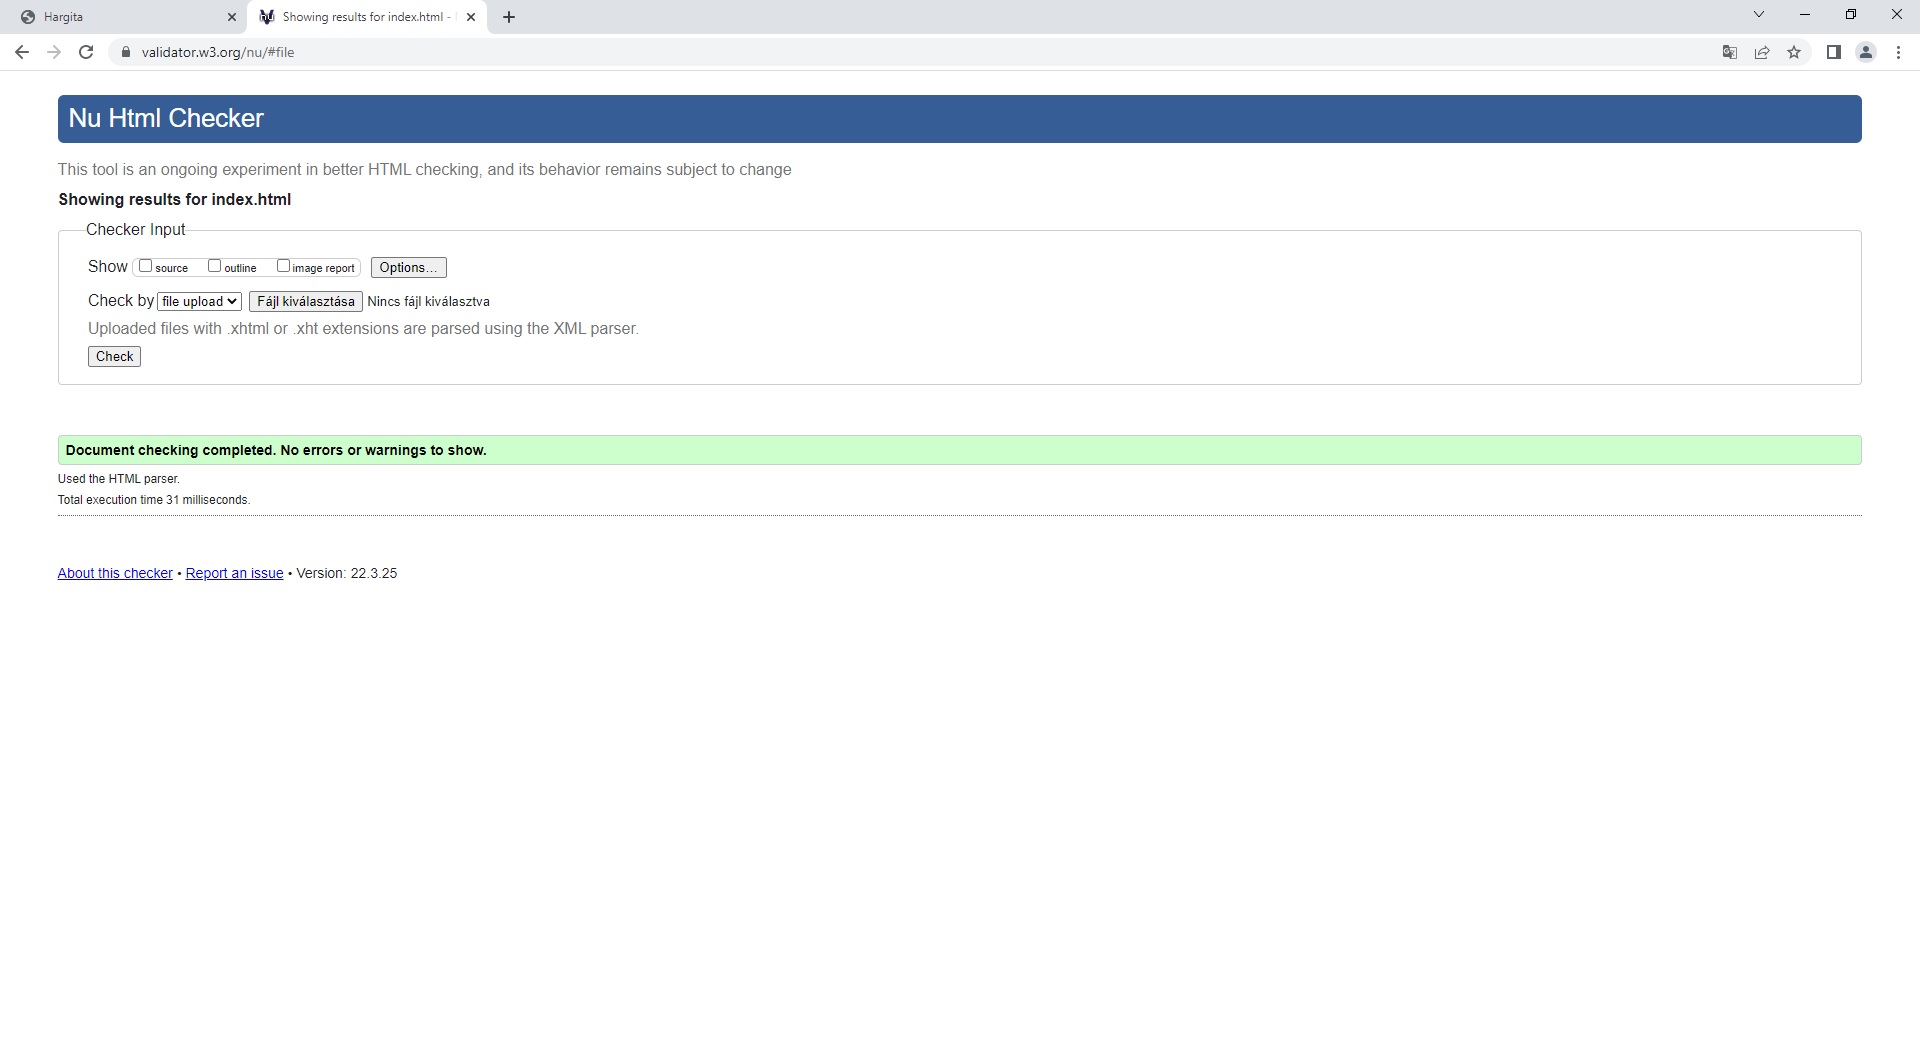 Hargita
Showing results for index.html -
validator.w3.org/nu/#file
Nu Html Checker
This tool is an ongoing experiment in better HTML checking, and its behavior remains subject to change
Showing results for index.html
Checker Input
Show source outline image report Options...
Check by file upload Fájl kiválasztása Nincs fájl kiválasztva
Uploaded files with .xhtml or .xht extensions are parsed using the XML parser.
Check
Document checking completed. No errors or warnings to show.
Used the HTML parser.
Total execution time 31 milliseconds.
About this checker • Report an issue • Version: 22.3.25